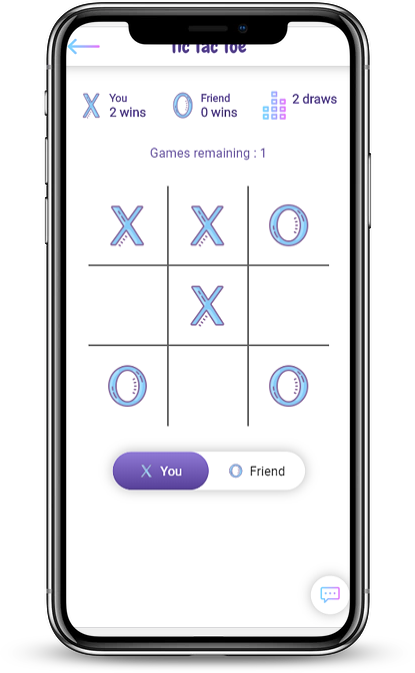 Tic Tac Toe
You
2 wins
Friend
0 wins
2 draws
Games remaining : 1
X X O
X
O O
X You
O Friend